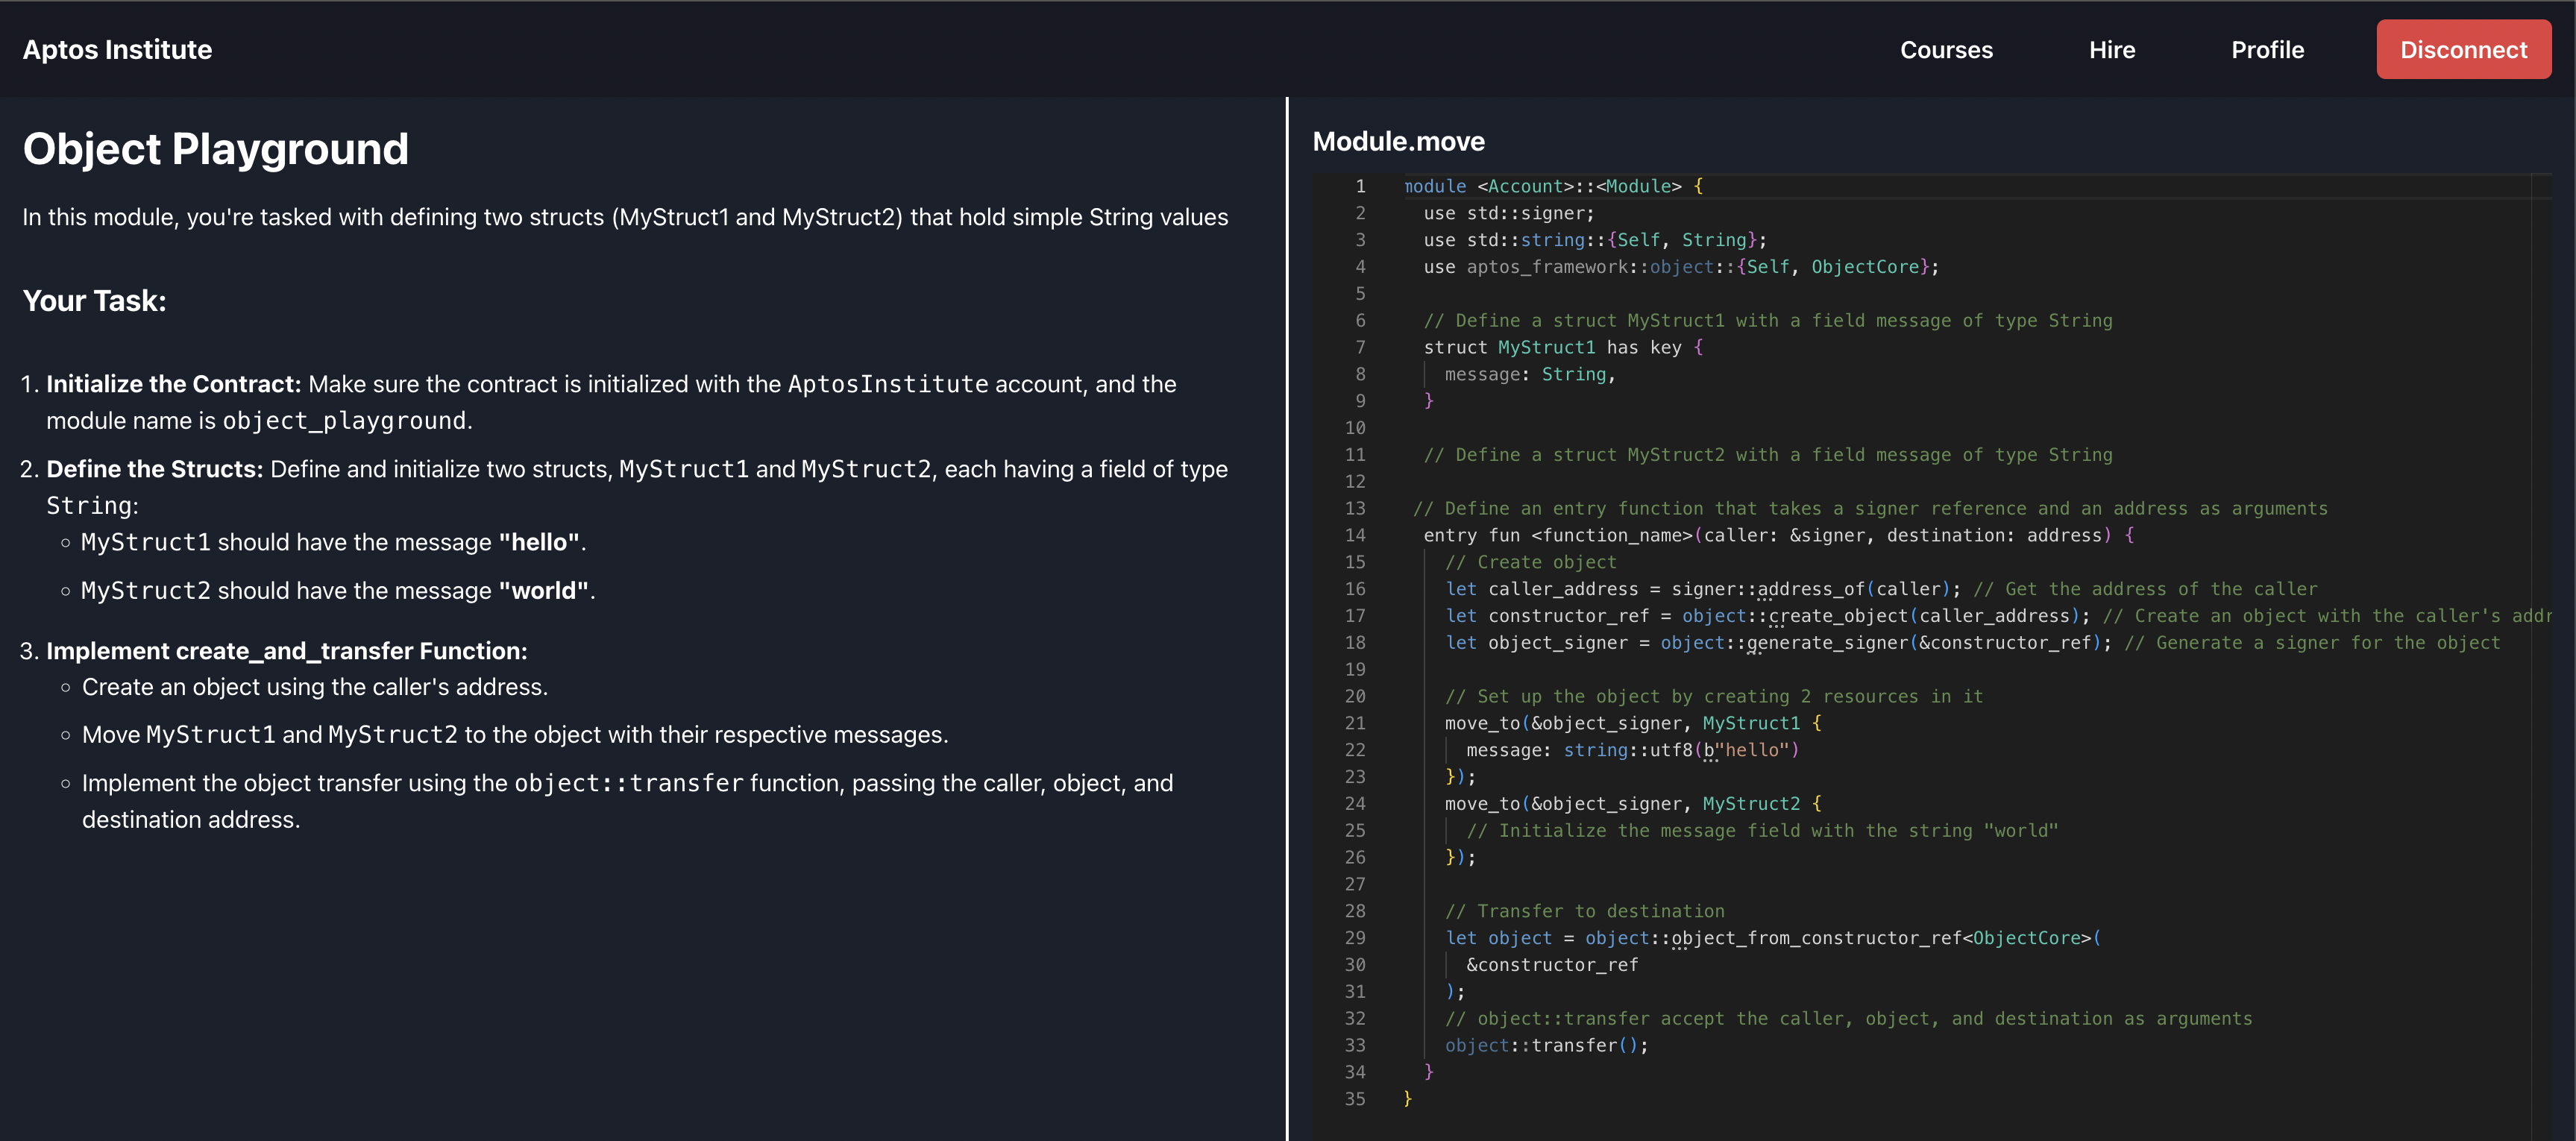 Aptos Institute
Courses
Hire
Profile
Disconnect
Object Playground
In this module, you're tasked with defining two structs (MyStruct1 and MyStruct2) that hold simple String values
Your Task:
1. Initialize the Contract: Make sure the contract is initialized with the AptosInstitute account, and the
module name is object_playground.
2. Define the Structs: Define and initialize two structs, MyStruct1 and MyStruct2, each having a field of type
String:
◦ MyStruct1 should have the message "hello".
◦ MyStruct2 should have the message "world".
3. Implement create_and_transfer Function:
◦ Create an object using the caller's address.
◦ Move MyStruct1 and MyStruct2 to the object with their respective messages.
◦ Implement the object transfer using the object::transfer function, passing the caller, object, and
destination address.
Module.move
1 module <Account>::<Module> {
2 use std::signer;
3 use std::string::{Self, String};
4 use aptos_framework::object::{Self, ObjectCore};
5
6 // Define a struct MyStruct1 with a field message of type String
7 struct MyStruct1 has key {
8 message: String,
9 }
10
11 // Define a struct MyStruct2 with a field message of type String
12
13 // Define an entry function that takes a signer reference and an address as arguments
14 entry fun <function_name>(caller: &signer, destination: address) {
15 // Create object
16 let caller_address = signer::address_of(caller); // Get the address of the caller
17 let constructor_ref = object::create_object(caller_address); // Create an object with the caller's addr
18 let object_signer = object::generate_signer(&constructor_ref); // Generate a signer for the object
19
20 // Set up the object by creating 2 resources in it
21 move_to(&object_signer, MyStruct1 {
22 message: string::utf8(b"hello")
23 });
24 move_to(&object_signer, MyStruct2 {
25 // Initialize the message field with the string "world"
26 });
27
28 // Transfer to destination
29 let object = object::object_from_constructor_ref<ObjectCore>(
30 &constructor_ref
31 );
32 // object::transfer accept the caller, object, and destination as arguments
33 object::transfer();
34 }
35 }